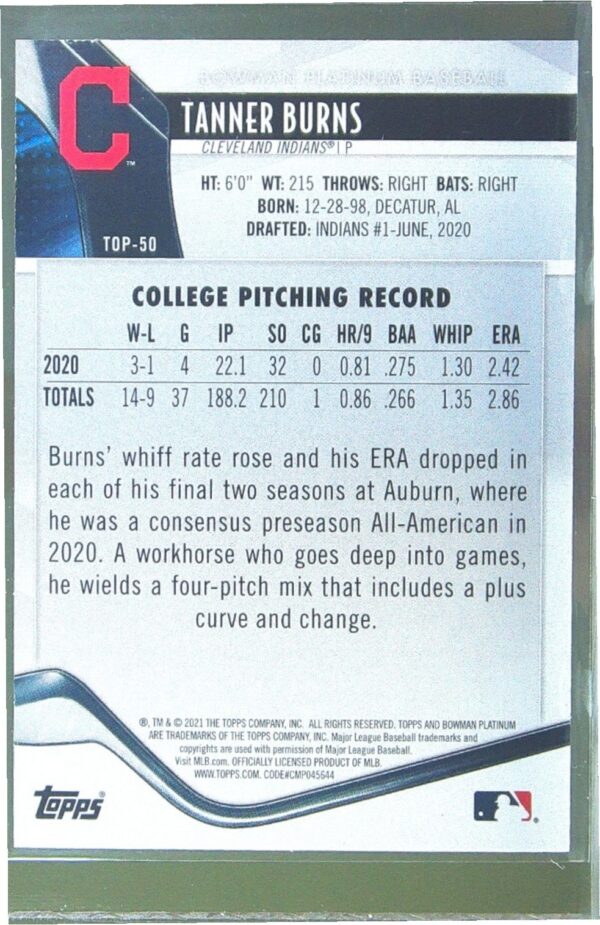 BOWMAN PLATINUM BASEBALL
C
TM
TANNER BURNS
CLEVELAND INDIANS® | P
HT: 6'0" WT: 215 THROWS: RIGHT BATS: RIGHT
BORN: 12-28-98, DECATUR, AL
DRAFTED: INDIANS #1-JUNE, 2020
TOP-50
COLLEGE PITCHING RECORD
W-L G IP SO CG HR/9 BAA WHIP ERA
2020 3-1 4 22.1 32 0 0.81 .275 1.30 2.42
TOTALS 14-9 37 188.2 210 1 0.86 .266 1.35 2.86
Burns' whiff rate rose and his ERA dropped in
each of his final two seasons at Auburn, where
he was a consensus preseason All-American in
2020. A workhorse who goes deep into games,
he wields a four-pitch mix that includes a plus
curve and change.
®, TM & © 2021 THE TOPPS COMPANY, INC. ALL RIGHTS RESERVED. TOPPS AND BOWMAN PLATINUM
ARE TRADEMARKS OF THE TOPPS COMPANY, INC. Major League Baseball trademarks and
copyrights are used with permission of Major League Baseball.
Visit MLB.com. OFFICIALLY LICENSED PRODUCT OF MLB.
WWW.TOPPS.COM. CODE#CMP045644
TOPPS®